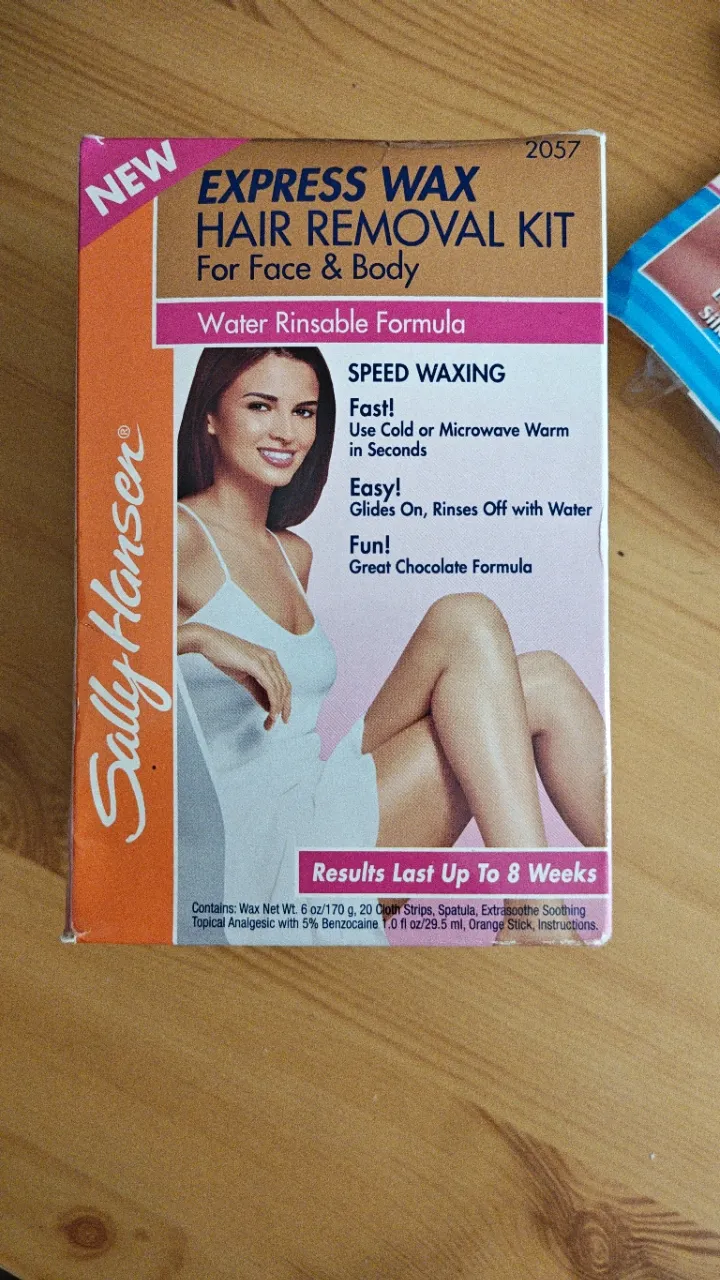 NEW
2057
EXPRESS WAX
HAIR REMOVAL KIT
For Face & Body
Water Rinsable Formula
SPEED WAXING
Fast!
Use Cold or Microwave Warm
in Seconds
Easy!
Glides On, Rinses Off with Water
Fun!
Great Chocolate Formula
Sally Hansen®
Results Last Up To 8 Weeks
Contains: Wax Net Wt. 6 oz/170 g, 20 Cloth Strips, Spatula, Extrasoothe Soothing
Topical Analgesic with 5% Benzocaine 1.0 fl oz/29.5 ml, Orange Stick, Instructions.